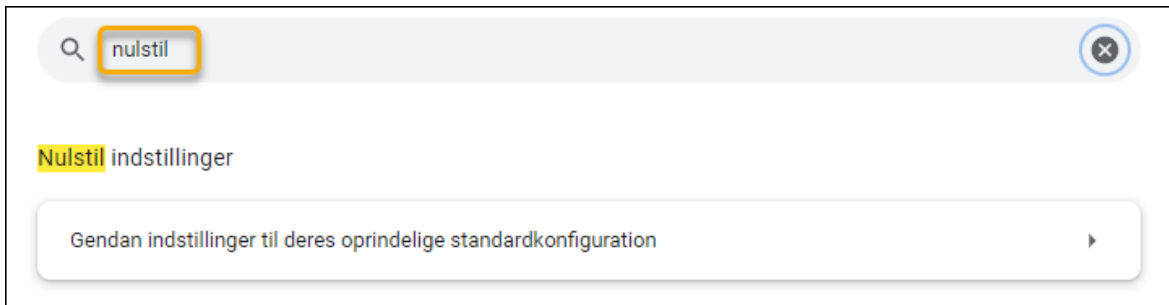 nulstil
Nulstil indstillinger
Gendan indstillinger til deres oprindelige standardkonfiguration